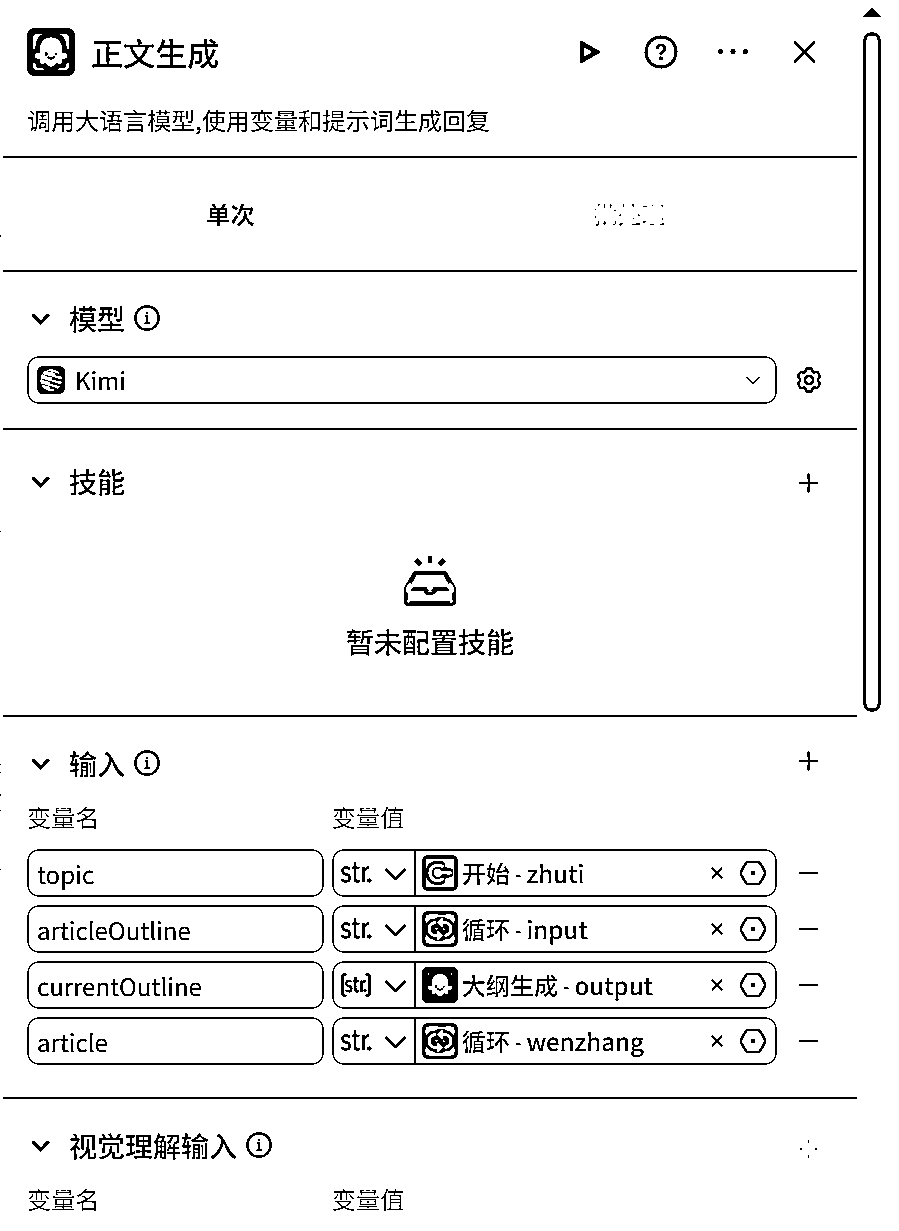 正文生成
调用大语言模型,使用变量和提示词生成回复
单次
模型
Kimi
技能
暂未配置技能
输入
变量名 变量值
topic str. 开始 - zhuti
articleOutline str. 循环 - input
currentOutline [str] 大纲生成 - output
article str. 循环 - wenzhang
视觉理解输入
变量名 变量值